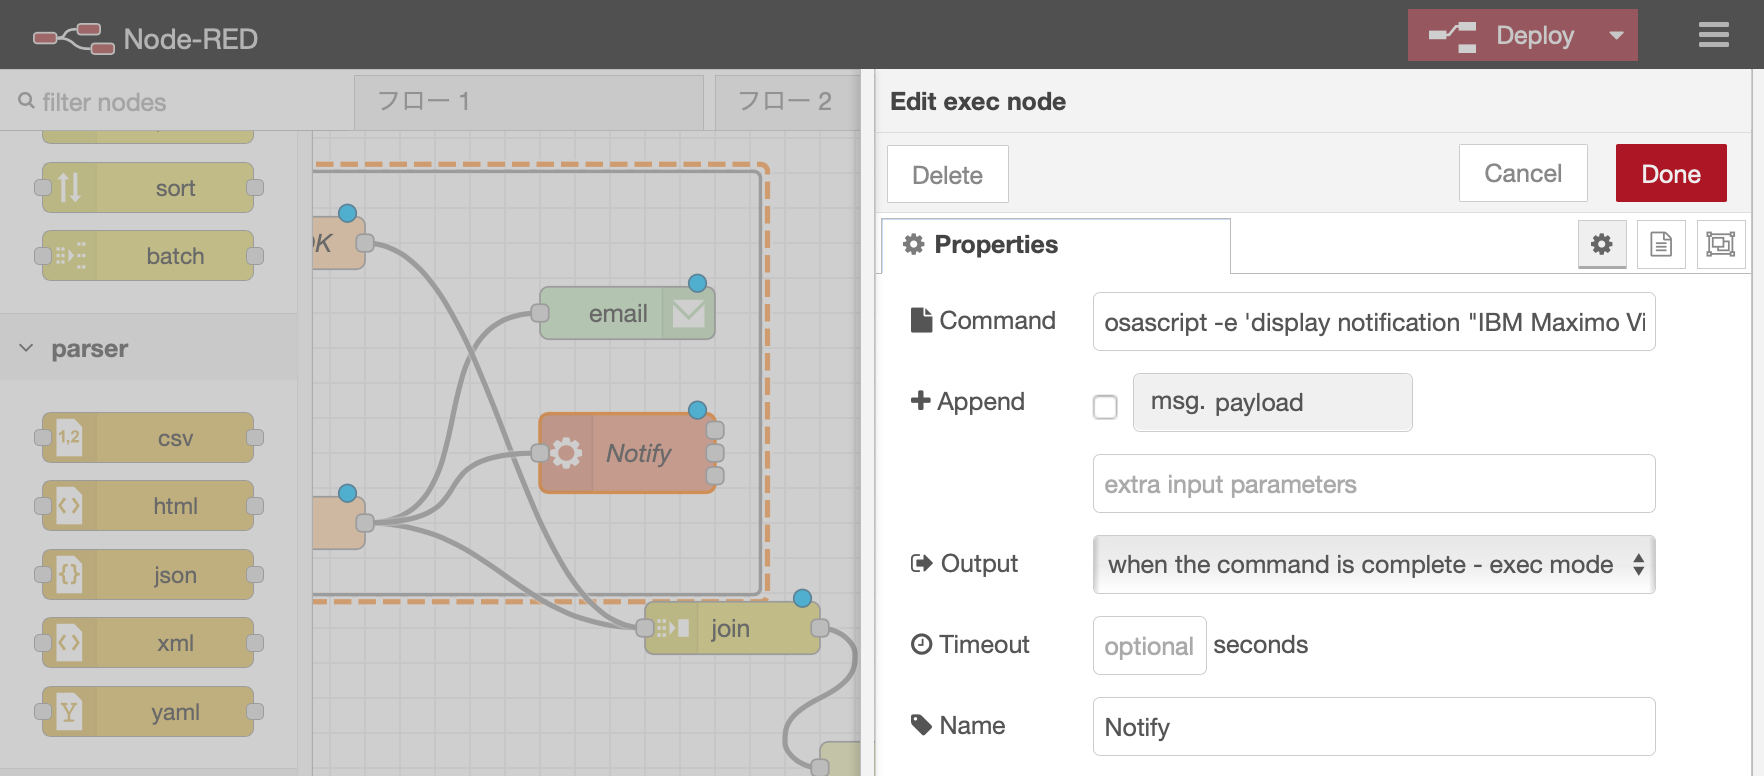 Node-RED
Deploy
filter nodes
フロー 1
フロー 2
sort
batch
parser
1,2
csv
html
json
xml
Y
yaml
email
Notify
join
Edit exec node
Delete
Cancel
Done
Properties
Command
osascript -e 'display notification "IBM Maximo Vi
Append
msg. payload
extra input parameters
Output
when the command is complete - exec mode
Timeout
optional
seconds
Name
Notify